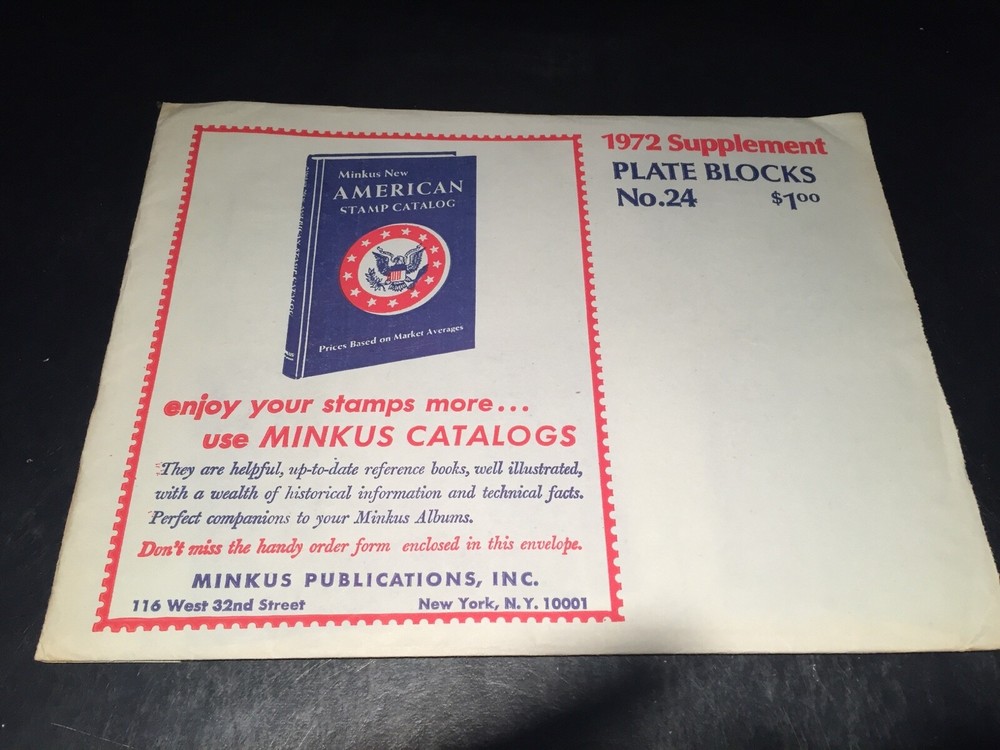 1972 Supplement
PLATE BLOCKS
No.24 $1.00
Minkus New
AMERICAN
STAMP CATALOG
Prices Based on Market Averages
enjoy your stamps more...
use MINKUS CATALOGS
They are helpful, up-to-date reference books, well illustrated,
with a wealth of historical information and technical facts.
Perfect companions to your Minkus Albums.
Don't miss the handy order form enclosed in this envelope.
MINKUS PUBLICATIONS, INC.
116 West 32nd Street New York, N.Y. 10001